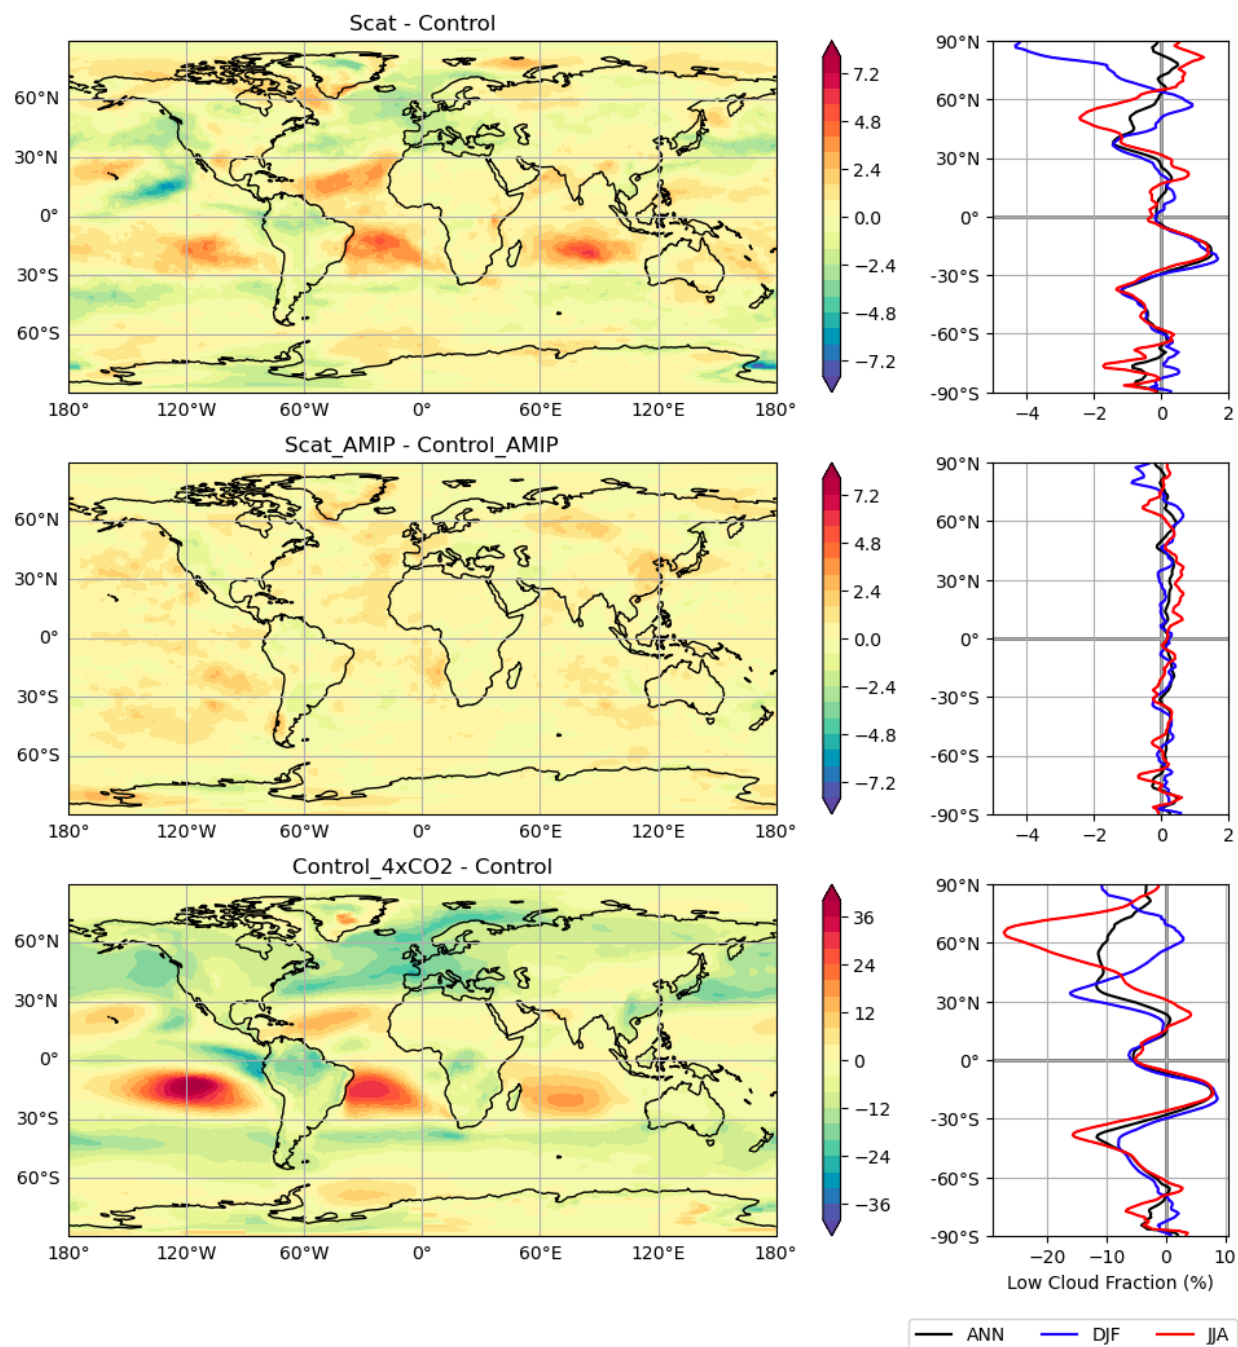 Scat - Control
60°N
30°N
0°
30°S
60°S
180° 120°W 60°W 0° 60°E 120°E 180°
7.2
4.8
2.4
0.0
−2.4
−4.8
−7.2
90°N
60°N
30°N
0°
-30°S
-60°S
-90°S
−4 −2 0 2
Scat_AMIP - Control_AMIP
60°N
30°N
0°
30°S
60°S
180° 120°W 60°W 0° 60°E 120°E 180°
7.2
4.8
2.4
0.0
−2.4
−4.8
−7.2
90°N
60°N
30°N
0°
-30°S
-60°S
-90°S
−4 −2 0 2
Control_4xCO2 - Control
60°N
30°N
0°
30°S
60°S
180° 120°W 60°W 0° 60°E 120°E 180°
36
24
12
0
−12
−24
−36
90°N
60°N
30°N
0°
-30°S
-60°S
-90°S
−20 −10 0 10
Low Cloud Fraction (%)
ANN DJF JJA